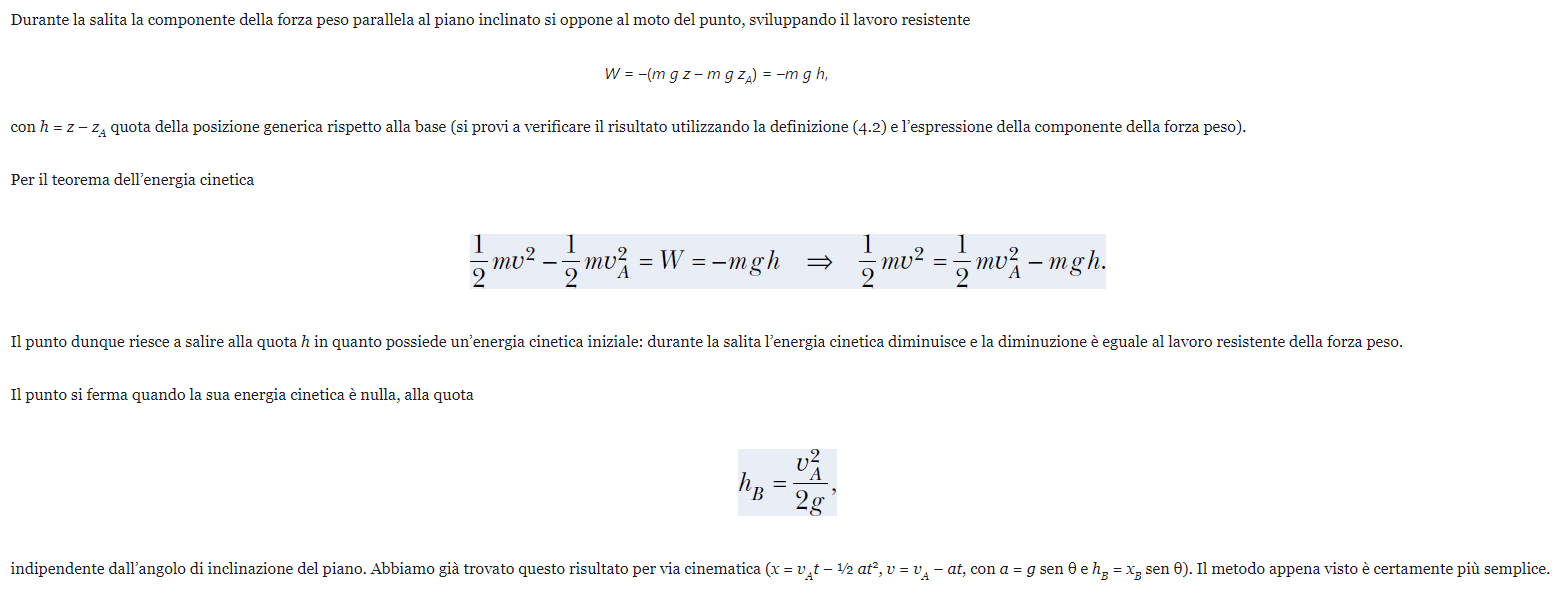 Durante la salita la componente della forza peso parallela al piano inclinato si oppone al moto del punto, sviluppando il lavoro resistente
W = –(m g z – m g z_A) = –m g h,
con h = z – z_A quota della posizione generica rispetto alla base (si provi a verificare il risultato utilizzando la definizione (4.2) e l’espressione della componente della forza peso).
Per il teorema dell’energia cinetica
\frac{1}{2} mv^2 - \frac{1}{2} mv_A^2 = W = -mgh \quad \Rightarrow \quad \frac{1}{2} mv^2 = \frac{1}{2} mv_A^2 - mgh.
Il punto dunque riesce a salire alla quota h in quanto possiede un’energia cinetica iniziale: durante la salita l’energia cinetica diminuisce e la diminuzione è eguale al lavoro resistente della forza peso.
Il punto si ferma quando la sua energia cinetica è nulla, alla quota
h_B = \frac{v_A^2}{2g},
indipendente dall’angolo di inclinazione del piano. Abbiamo già trovato questo risultato per via cinematica (x = v_A t – ½ at², v = v_A – at, con a = g sen θ e h_B = x_B sen θ). Il metodo appena visto è certamente più semplice.